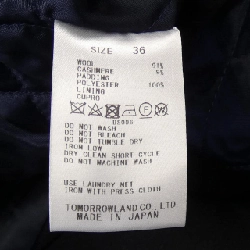 SIZE 36
WOOL
CASHMERE
PADDING
POLYESTER 100%
LINING
CUPRO
DO NOT WASH
DO NOT BLEACH
DO NOT TUMBLE DRY
IRON LOW
DRY CLEAN SHORT CYCLE
DO NOT MACHINE WASH
USE LAUNDRY NET
IRON WITH PRESS CLOTH
TOMORROWLAND CO., LTD
MADE IN JAPAN